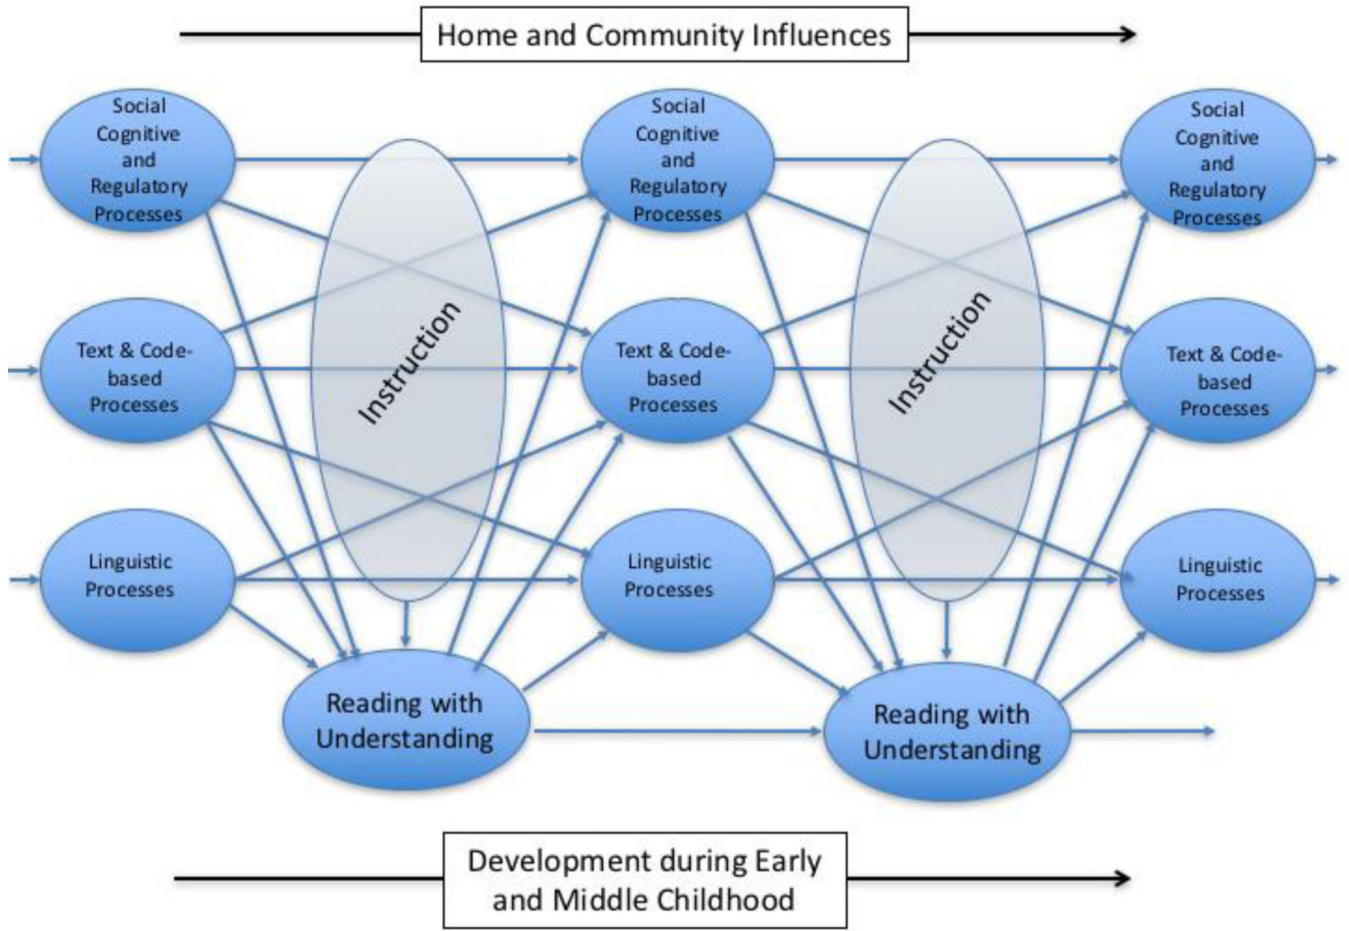 Home and Community Influences
Social
Cognitive
and
Regulatory
Processes
Social
Cognitive
and
Regulatory
Processes
Social
Cognitive
and
Regulatory
Processes
Instruction
Instruction
Text & Code-
based
Processes
Text & Code-
based
Processes
Text & Code-
based
Processes
Linguistic
Processes
Linguistic
Processes
Linguistic
Processes
Reading with
Understanding
Reading with
Understanding
Development during Early
and Middle Childhood